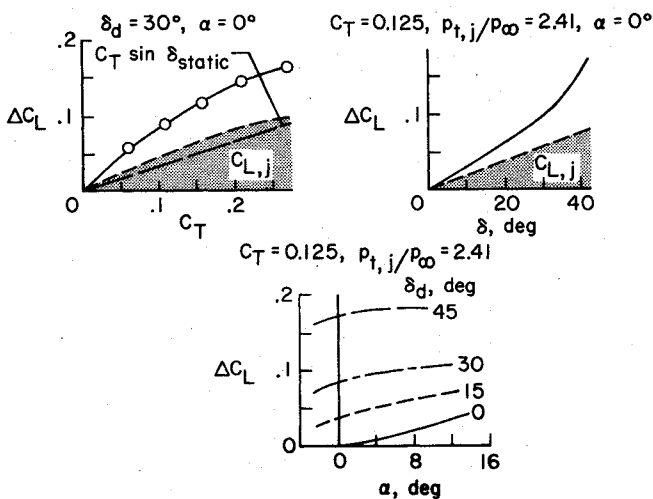 δd = 30°, α = 0°
CT sin δstatic
.2
.1
0
ΔCL
CL,j
.1 .2
CT
CT = 0.125, pt,j/p∞ = 2.41, α = 0°
.2
.1
0
ΔCL
CL,j
20 40
δ, deg
CT = 0.125, pt,j/p∞ = 2.41
δd, deg
.2
.1
0
ΔCL
45
30
15
0
0 8 16
α, deg